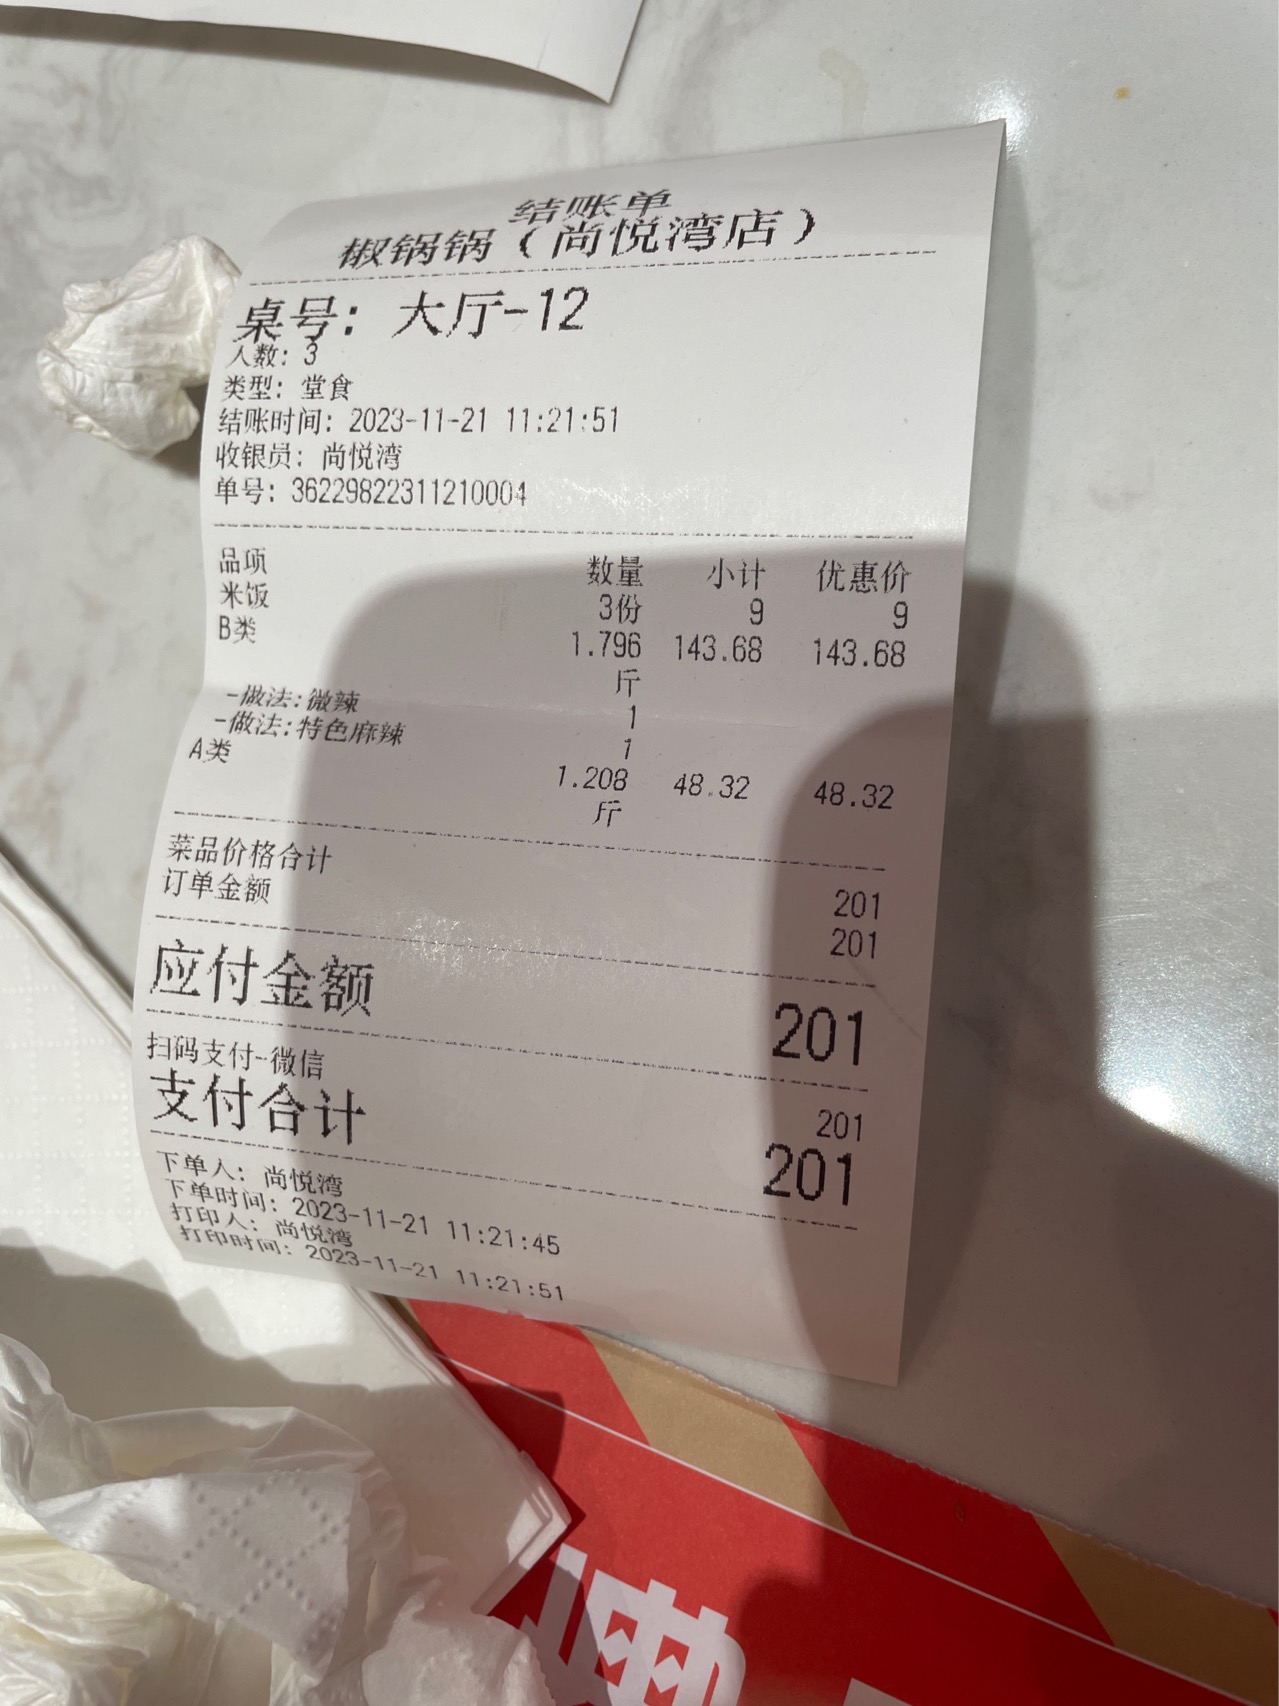 结账单
椒锅锅（尚悦湾店）
桌号：大厅-12
人数：3
类型：堂食
结账时间：2023-11-21 11:21:51
收银员：尚悦湾
单号：36229822311210004
品项 数量 小计 优惠价
米饭 3份 9 9
B类 1.796 143.68 143.68
斤
-做法：微辣 1
-做法：特色麻辣 1
A类 1.208 48.32 48.32
斤
菜品价格合计 201
订单金额 201
应付金额 201
扫码支付-微信 201
支付合计 201
下单人：尚悦湾
下单时间：2023-11-21 11:21:45
打印人：尚悦湾
打印时间：2023-11-21 11:21:51